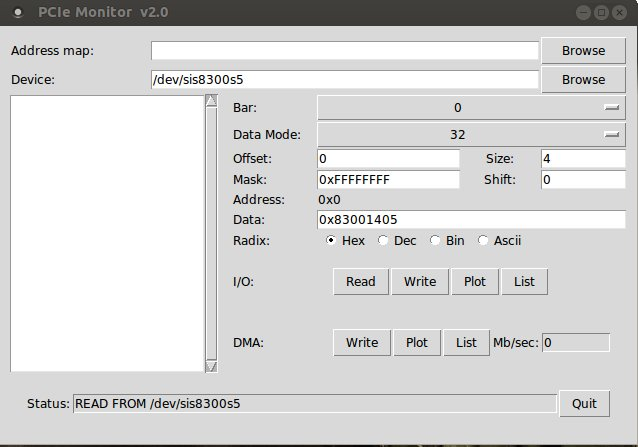 PCIe Monitor v2.0
Address map: Browse
Device: /dev/sis8300s5 Browse
Bar: 0
Data Mode: 32
Offset: 0 Size: 4
Mask: 0xFFFFFFFF Shift: 0
Address: 0x0
Data: 0x83001405
Radix: Hex Dec Bin Ascii
I/O: Read Write Plot List
DMA: Write Plot List Mb/sec: 0
Status: READ FROM /dev/sis8300s5 Quit